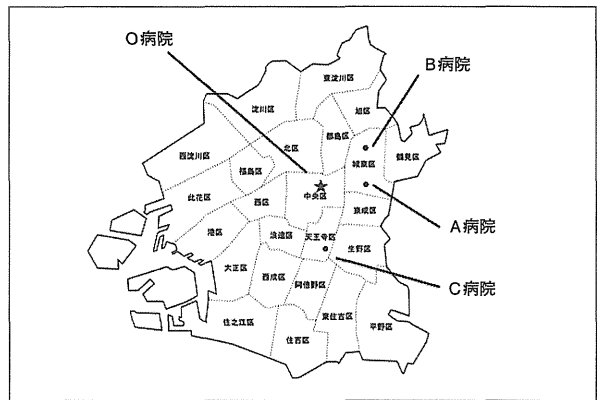 O病院
B病院
東淀川区
淀川区
旭区
都島区
北区
城東区
鶴見区
西淀川区
福島区
此花区
西区
中央区
東成区
A病院
港区
浪速区
天王寺区
生野区
大正区
西成区
阿倍野区
C病院
住之江区
東住吉区
平野区
住吉区